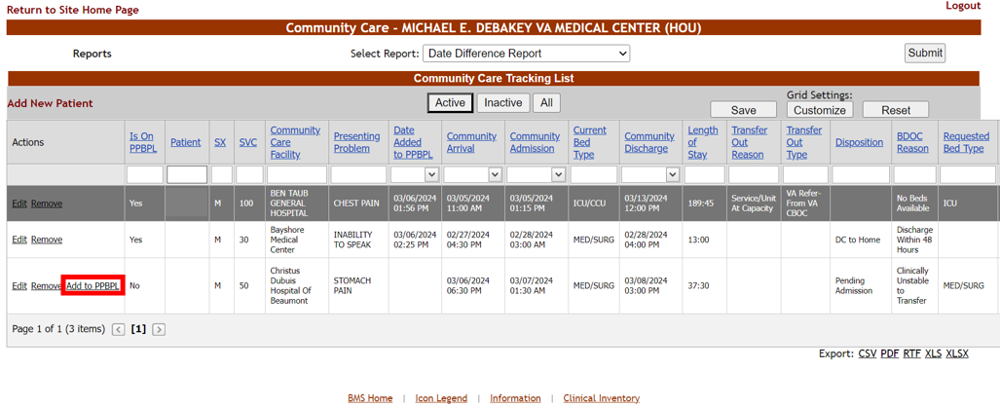 Return to Site Home Page
Logout
Community Care - MICHAEL E. DEBAKEY VA MEDICAL CENTER (HOU)
Reports
Select Report: Date Difference Report
Submit
Community Care Tracking List
Add New Patient
Active Inactive All
Grid Settings:
Save Customize Reset
Actions
Is On
PPBPL
Patient
SX
SVC
Community
Care
Facility
Presenting
Problem
Date
Added
to PPBPL
Community
Arrival
Community
Admission
Current
Bed
Type
Community
Discharge
Length
of
Stay
Transfer
Out
Reason
Transfer
Out
Type
Disposition
BDOC
Reason
Requested
Bed Type
Edit Remove
Yes
M
100
BEN TAUB
GENERAL
HOSPITAL
CHEST PAIN
03/06/2024
01:56 PM
03/05/2024
11:00 AM
03/05/2024
01:15 PM
ICU/CCU
03/13/2024
12:00 PM
189:45
Service/Unit
At Capacity
VA Refer-
From VA
CBOC
No Beds
Available
ICU
Edit Remove
Yes
M
30
Bayshore
Medical
Center
INABILITY
TO SPEAK
03/06/2024
02:25 PM
02/27/2024
04:30 PM
02/28/2024
03:00 AM
MED/SURG
02/28/2024
04:00 PM
13:00
DC to Home
Discharge
Within 48
Hours
Edit Remove Add to PPBPL
No
M
50
Christus
Dubuis
Hospital Of
Beaumont
STOMACH
PAIN
03/06/2024
06:30 PM
03/07/2024
01:30 AM
MED/SURG
03/08/2024
03:00 PM
37:30
Pending
Admission
Clinically
Unstable
to
Transfer
MED/SURG
Page 1 of 1 (3 items) < [1] >
Export: CSV PDF RTF XLS XLSX
BMS Home | Icon Legend | Information | Clinical Inventory